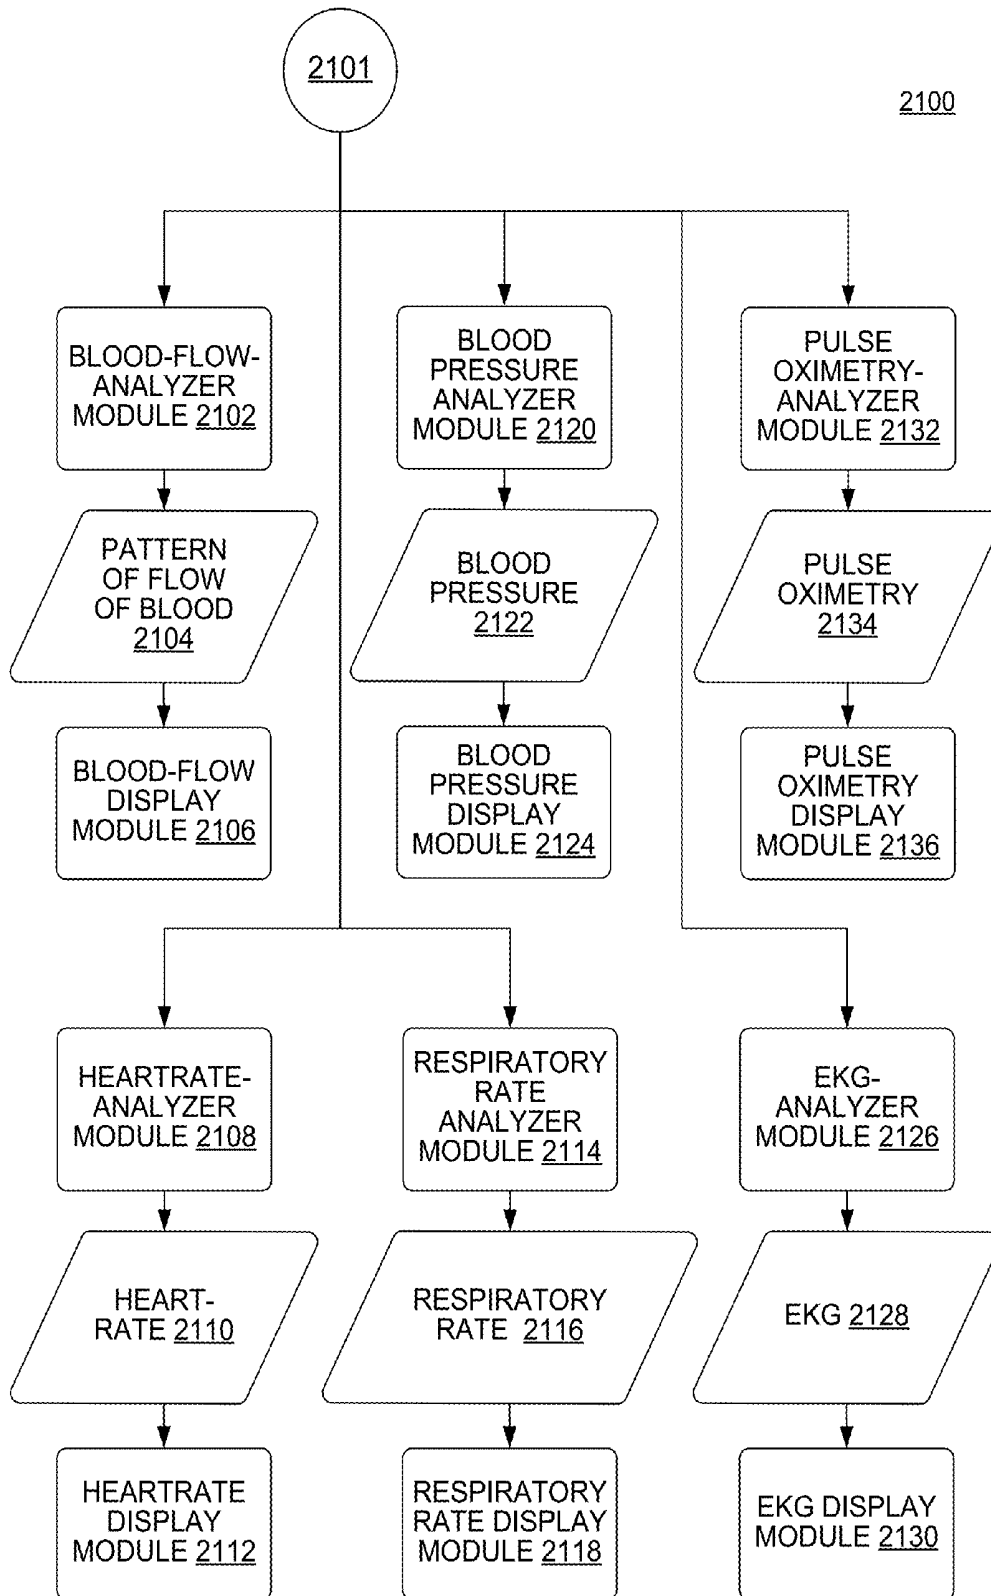 2101
2100
BLOOD-FLOW-
ANALYZER
MODULE 2102
BLOOD
PRESSURE
ANALYZER
MODULE 2120
PULSE
OXIMETRY-
ANALYZER
MODULE 2132
PATTERN
OF FLOW
OF BLOOD
2104
BLOOD
PRESSURE
2122
PULSE
OXIMETRY
2134
BLOOD-FLOW
DISPLAY
MODULE 2106
BLOOD
PRESSURE
DISPLAY
MODULE 2124
PULSE
OXIMETRY
DISPLAY
MODULE 2136
HEARTRATE-
ANALYZER
MODULE 2108
RESPIRATORY
RATE
ANALYZER
MODULE 2114
EKG-
ANALYZER
MODULE 2126
HEART-
RATE 2110
RESPIRATORY
RATE 2116
EKG 2128
HEARTRATE
DISPLAY
MODULE 2112
RESPIRATORY
RATE DISPLAY
MODULE 2118
EKG DISPLAY
MODULE 2130